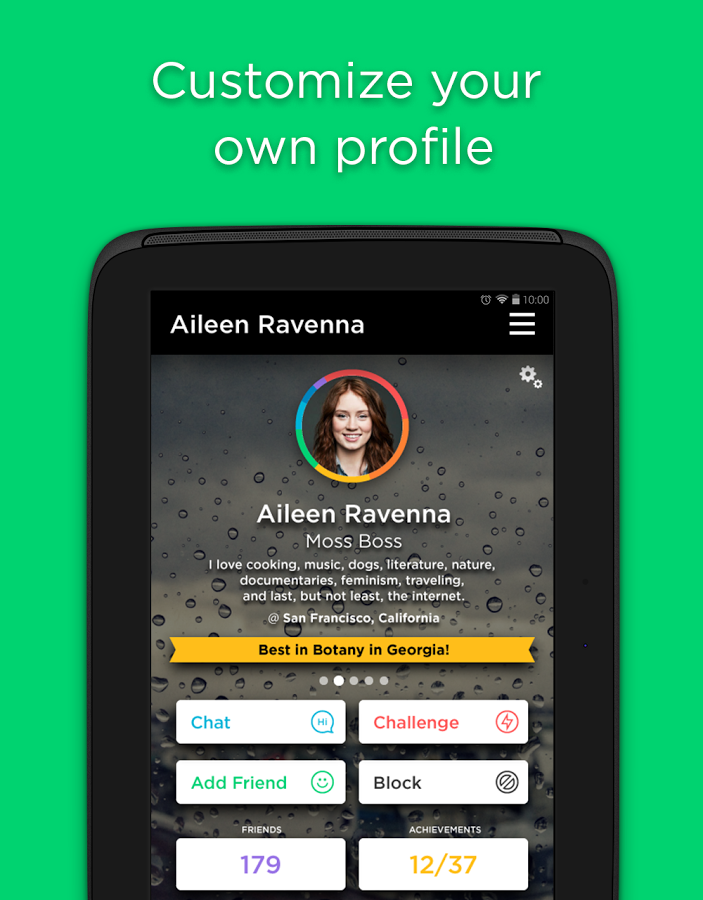 Customize your
own profile
10:00
Aileen Ravenna
Aileen Ravenna
Moss Boss
I love cooking, music, dogs, literature, nature,
documentaries, feminism, traveling,
and last, but not least, the internet.
@ San Francisco, California
Best in Botany in Georgia!
Chat Hi Challenge
Add Friend Block
FRIENDS ACHIEVEMENTS
179 12/37